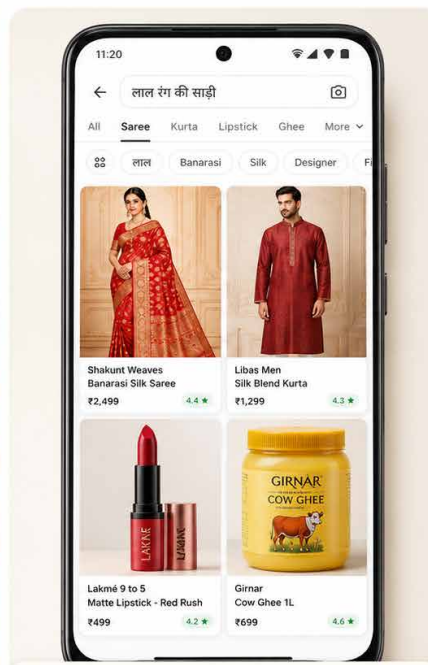 11:20
लाल रंग की साड़ी
All Saree Kurta Lipstick Ghee More
लाल Banarasi Silk Designer Fi
Shakunt Weaves
Banarasi Silk Saree
₹2,499 4.4 ★
Libas Men
Silk Blend Kurta
₹1,299 4.3 ★
GIRNAR
COW GHEE
Lakmé 9 to 5
Matte Lipstick - Red Rush
₹499 4.2 ★
Girnar
Cow Ghee 1L
₹699 4.6 ★